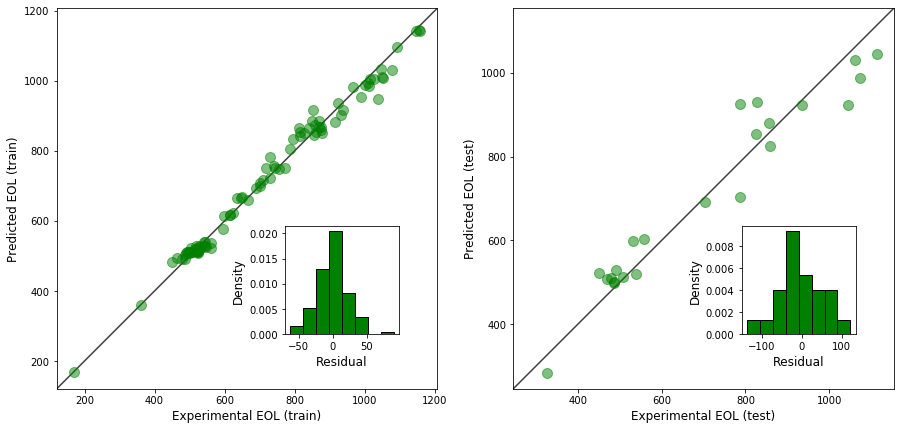 1200
1000
800
600
400
200
Predicted EOL (train)
200 400 600 800 1000 1200
Experimental EOL (train)
0.020
0.015
0.010
0.005
0.000
Density
−50 0 50
Residual
1000
800
600
400
Predicted EOL (test)
400 600 800 1000
Experimental EOL (test)
0.008
0.006
0.004
0.002
0.000
Density
−100 0 100
Residual